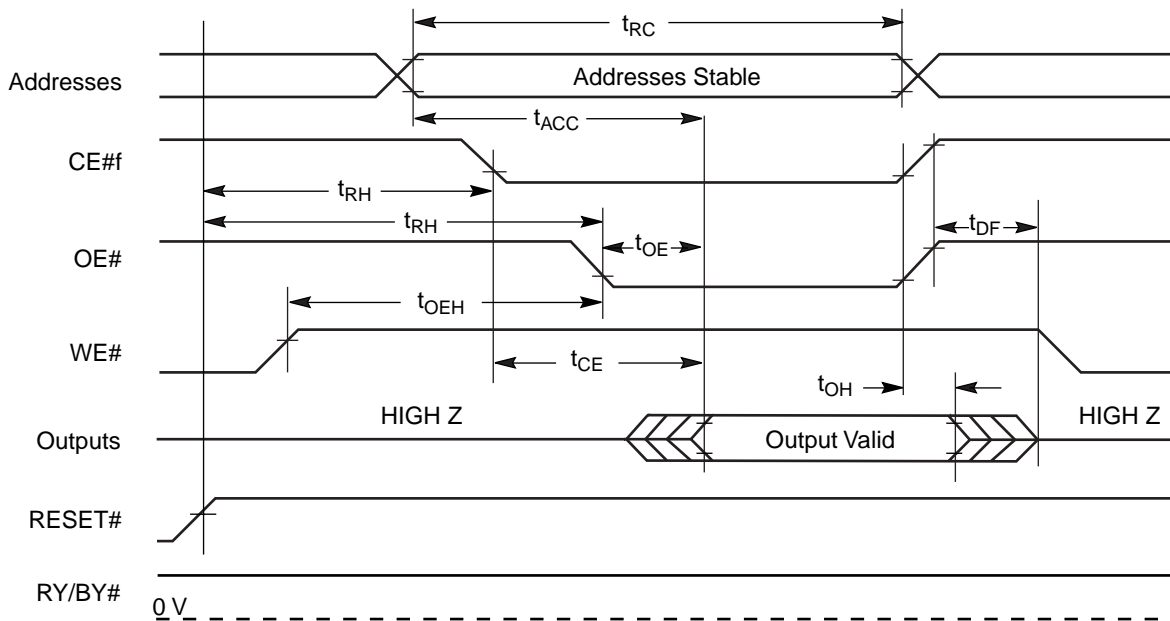 tRC
Addresses
Addresses Stable
tACC
CE#f
tRH
tRH
tOE
tDF
OE#
tOEH
WE#
tCE
tOH
HIGH Z
HIGH Z
Outputs
Output Valid
RESET#
RY/BY#
0 V